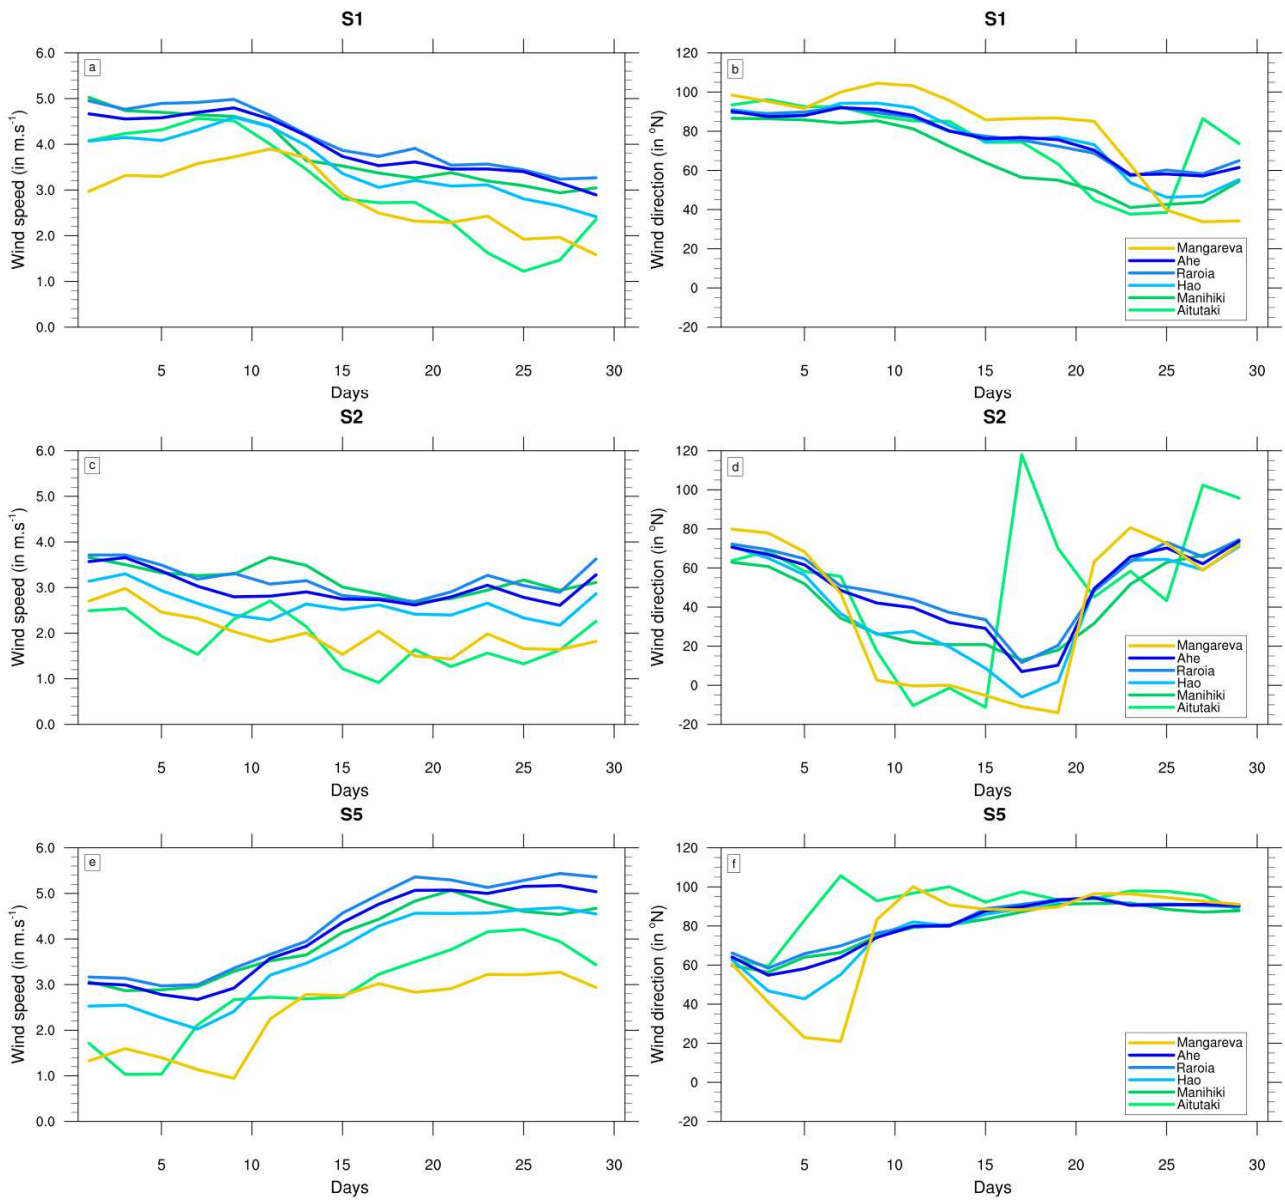 S1
a
Wind speed (in m.s-1)
6.0
5.0
4.0
3.0
2.0
1.0
0.0
5 10 15 20 25 30
Days
S1
b
Wind direction (in °N)
120
100
80
60
40
20
0
-20
Mangareva
Ahe
Raroia
Hao
Manihiki
Aitutaki
5 10 15 20 25 30
Days
S2
c
Wind speed (in m.s-1)
6.0
5.0
4.0
3.0
2.0
1.0
0.0
5 10 15 20 25 30
Days
S2
d
Wind direction (in °N)
120
100
80
60
40
20
0
-20
Mangareva
Ahe
Raroia
Hao
Manihiki
Aitutaki
5 10 15 20 25 30
Days
S5
e
Wind speed (in m.s-1)
6.0
5.0
4.0
3.0
2.0
1.0
0.0
5 10 15 20 25 30
Days
S5
f
Wind direction (in °N)
120
100
80
60
40
20
0
-20
Mangareva
Ahe
Raroia
Hao
Manihiki
Aitutaki
5 10 15 20 25 30
Days